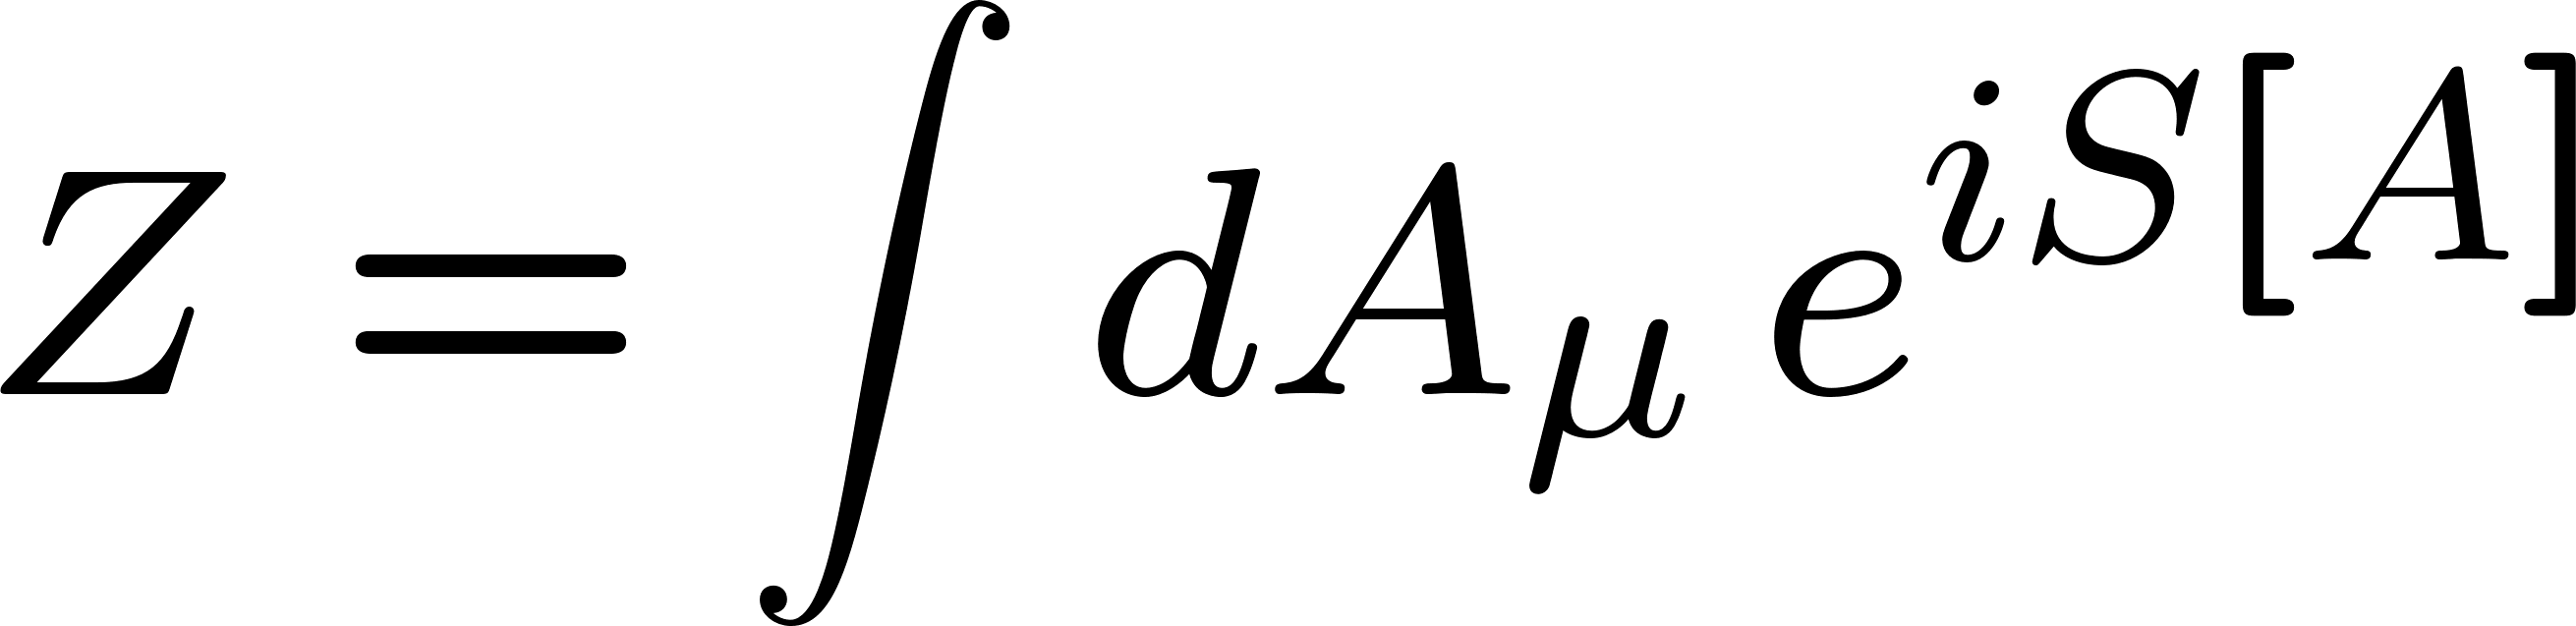 Z = ∫ dA_μ e^{iS[A]}